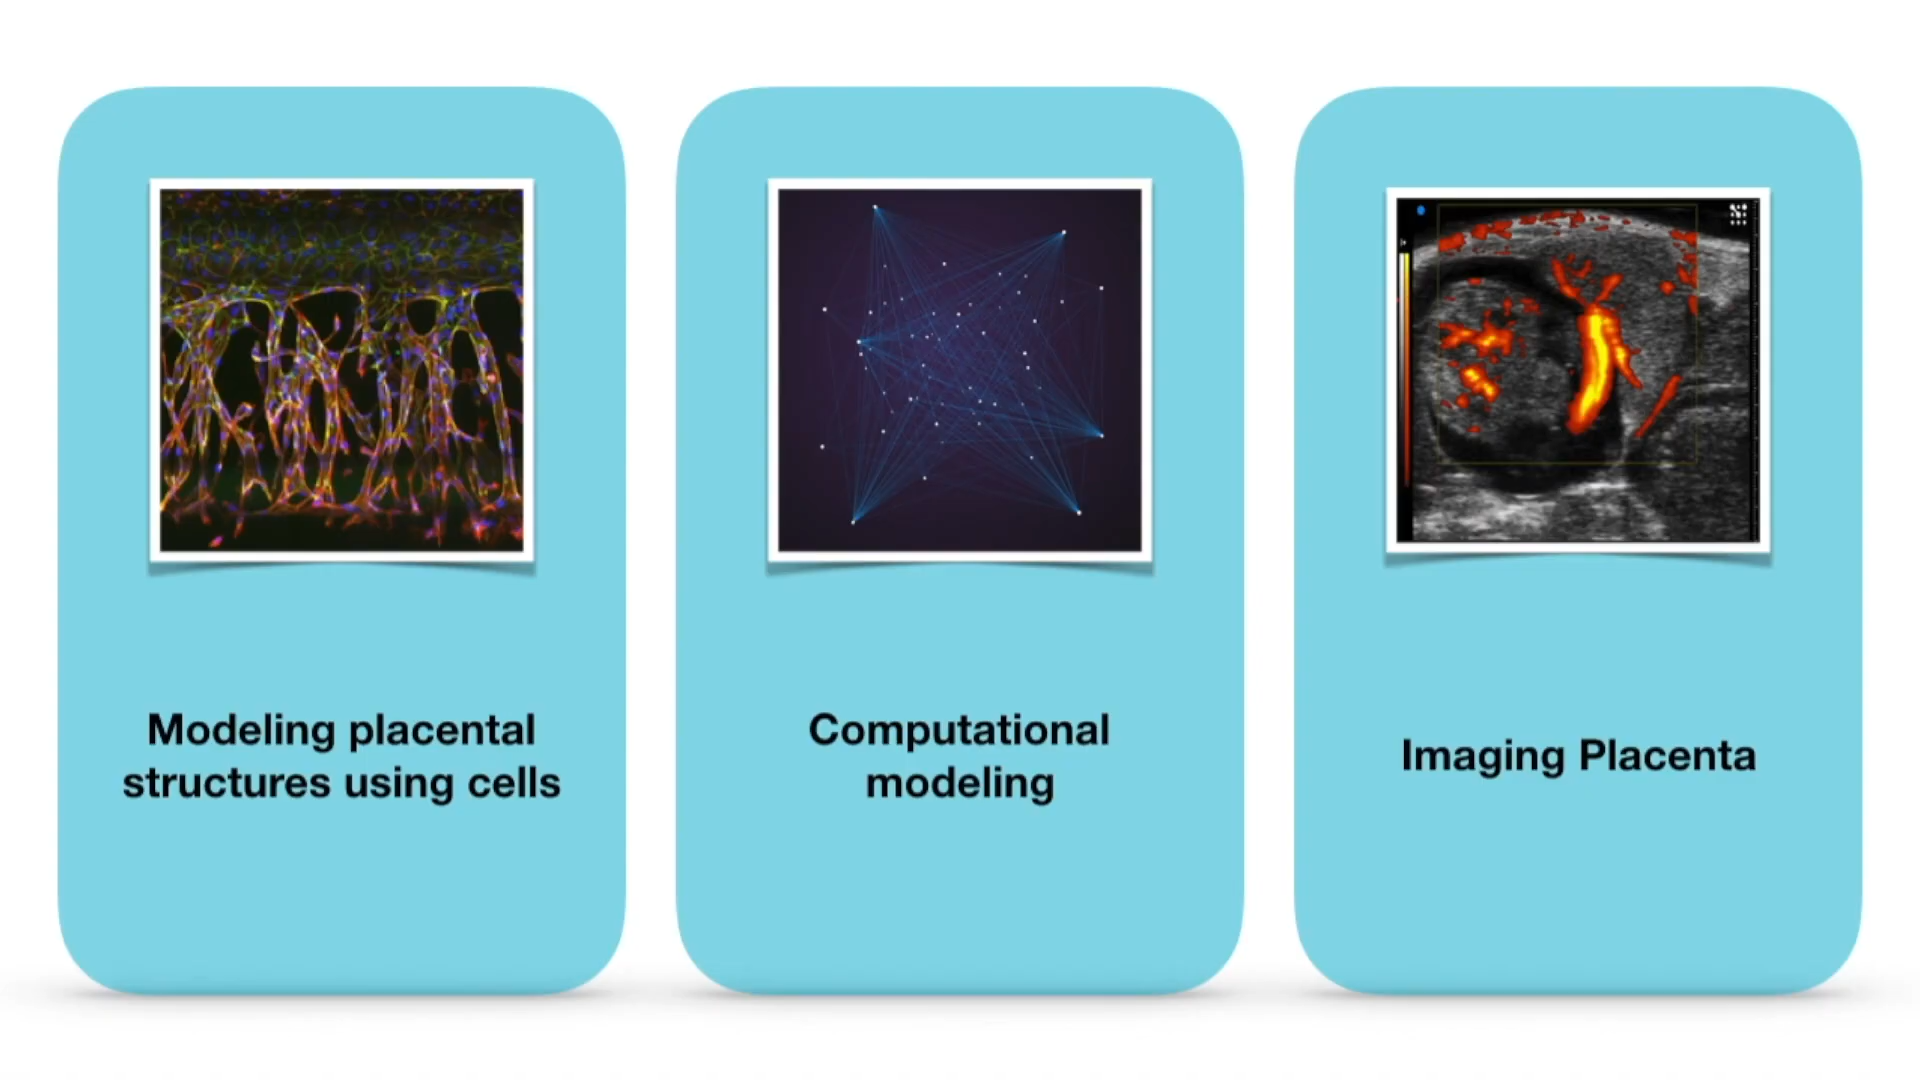 Modeling placental
structures using cells
Computational
modeling
Imaging Placenta